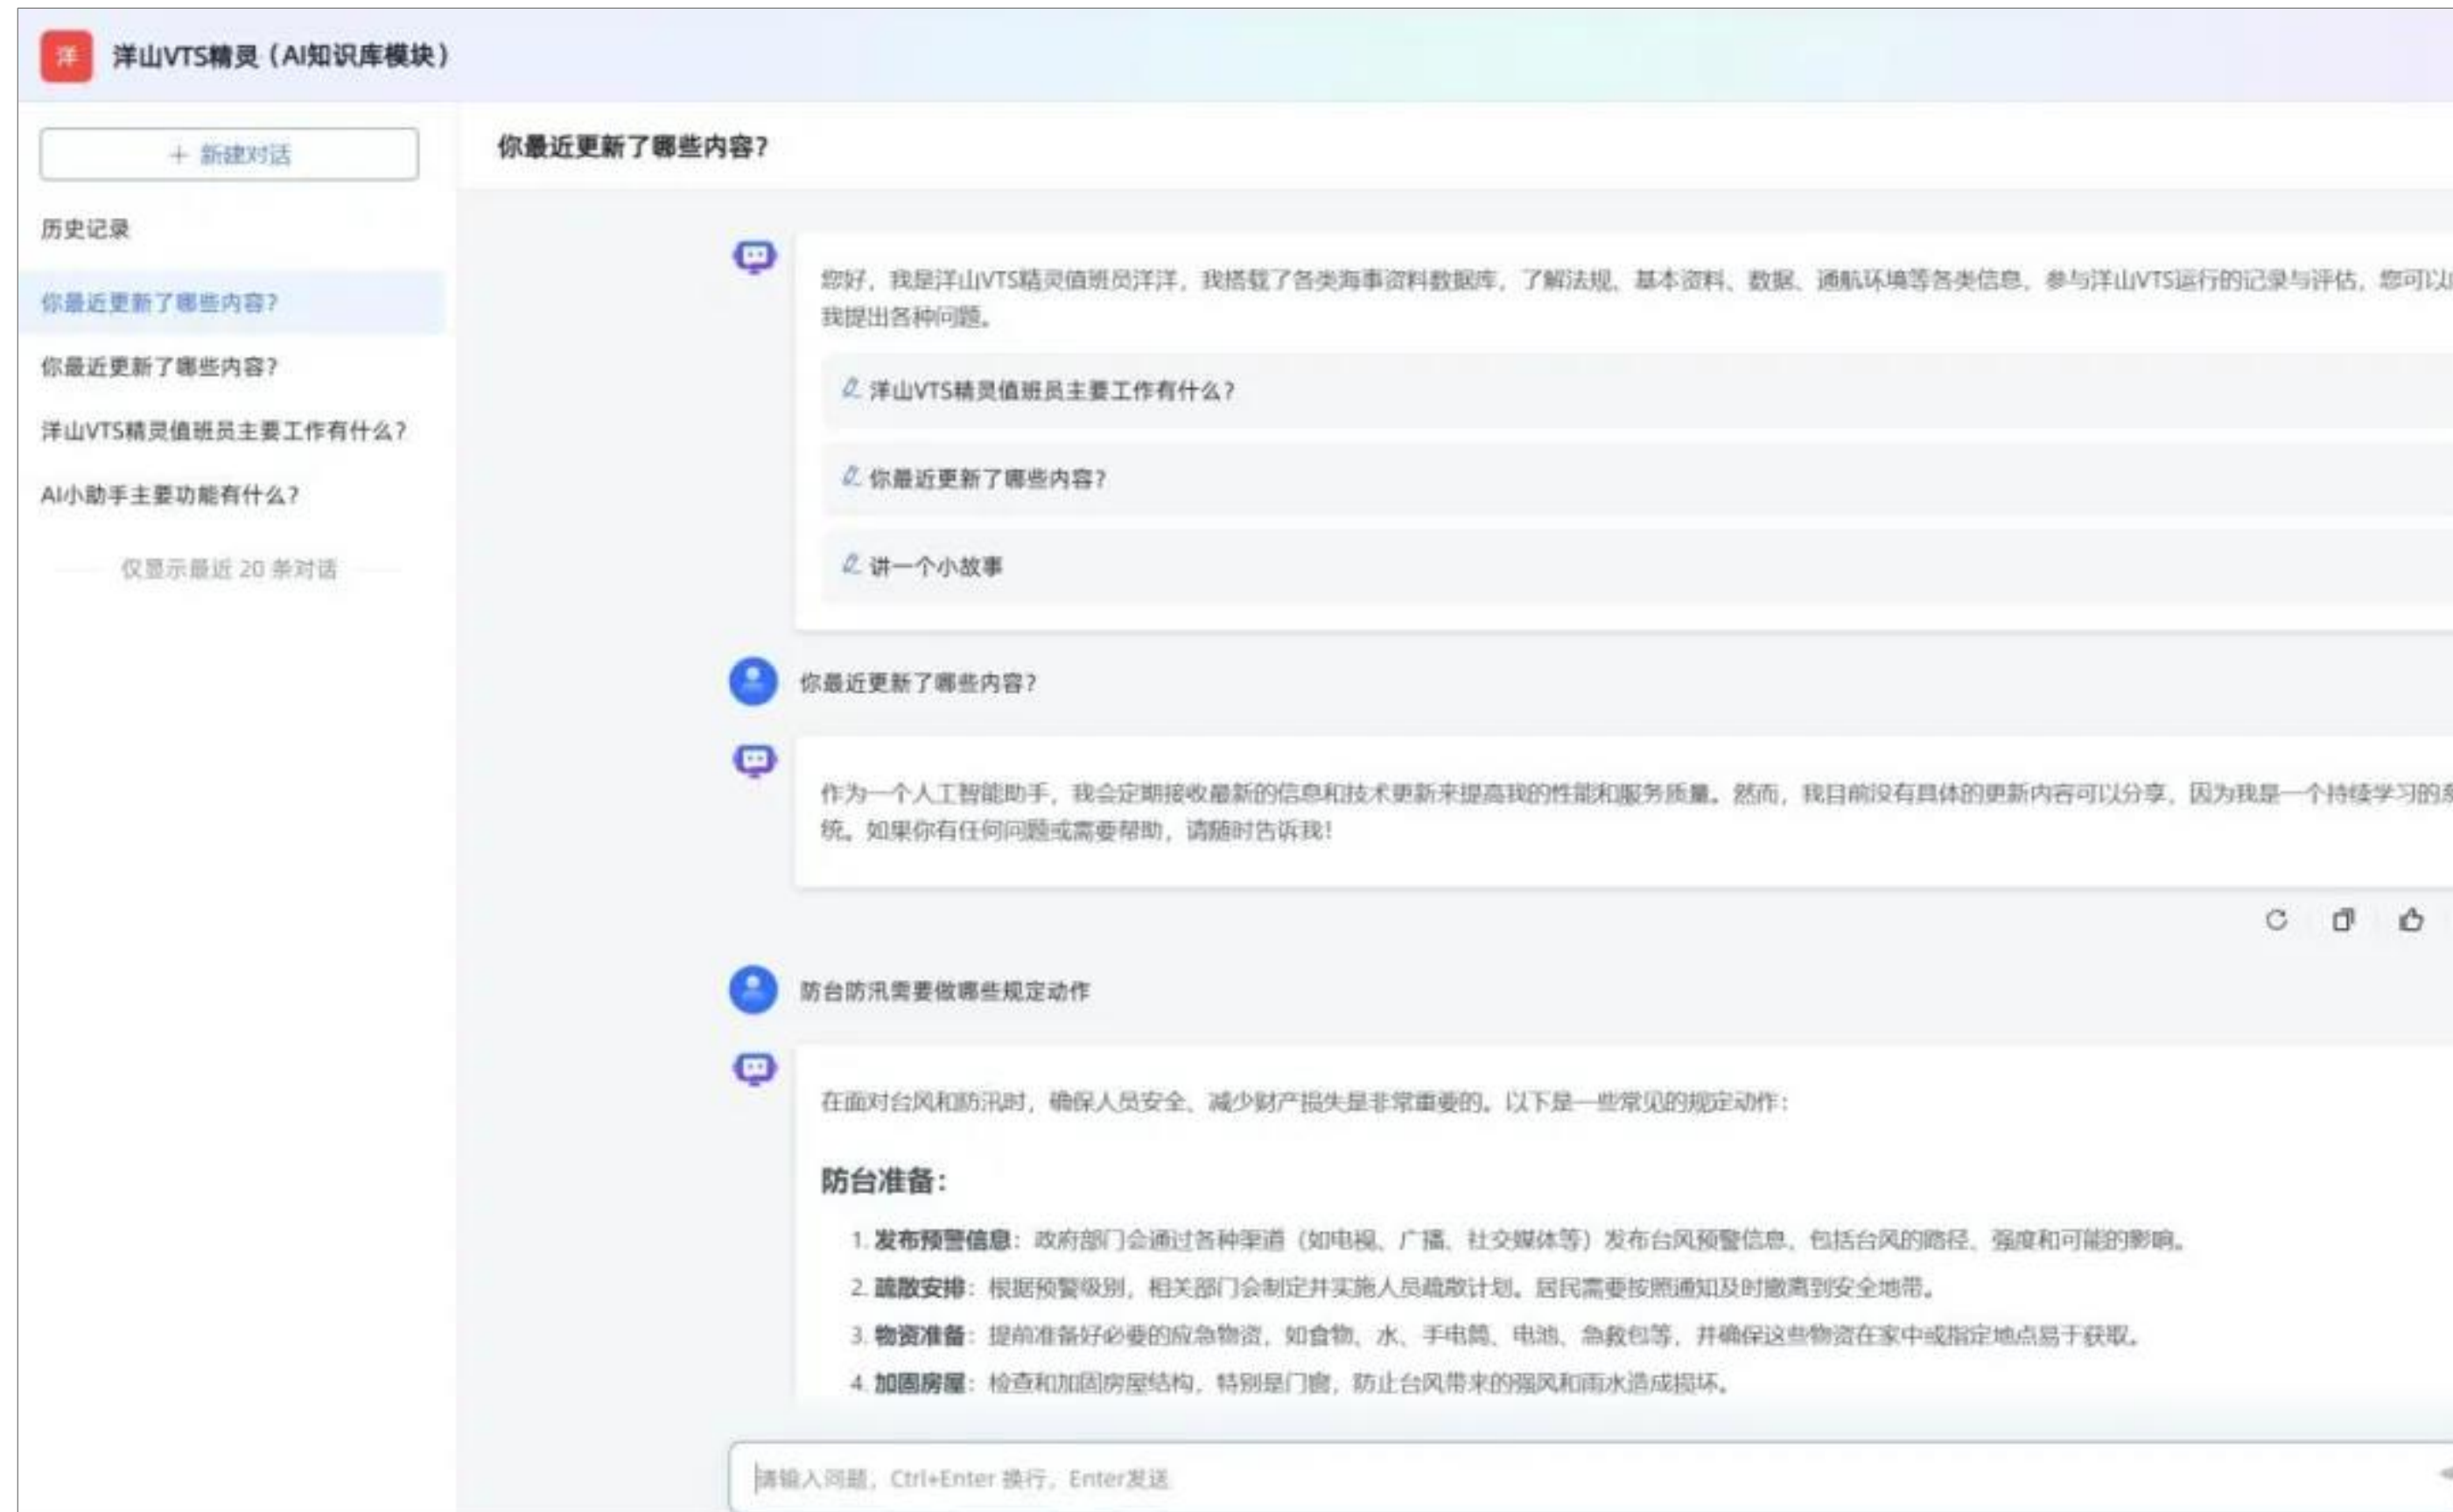 洋
洋山VTS精灵（AI知识库模块）
+ 新建对话
历史记录
你最近更新了哪些内容？
你最近更新了哪些内容？
洋山VTS精灵值班员主要工作有什么？
AI小助手主要功能有什么？
仅显示最近 20 条对话
你最近更新了哪些内容？
您好，我是洋山VTS精灵值班员洋洋，我搭载了各类海事资料数据库，了解法规、基本资料、数据、通航环境等各类信息，参与洋山VTS运行的记录与评估，您可以
我提出各种问题。
洋山VTS精灵值班员主要工作有什么？
你最近更新了哪些内容？
讲一个小故事
你最近更新了哪些内容？
作为一个人工智能助手，我会定期接收最新的信息和技术更新来提高我的性能和服务质量。然而，我目前没有具体的更新内容可以分享，因为我是一个持续学习的系
统。如果你有任何问题或需要帮助，请随时告诉我！
防台防汛需要做哪些规定动作
在面对台风和防汛时，确保人员安全、减少财产损失是非常重要的。以下是一些常见的规定动作：
防台准备：
1. 发布预警信息：政府部门会通过各种渠道（如电视、广播、社交媒体等）发布台风预警信息，包括台风的路径、强度和可能的影响。
2. 疏散安排：根据预警级别，相关部门会制定并实施人员疏散计划。居民需要按照通知及时撤离到安全地带。
3. 物资准备：提前准备好必要的应急物资，如食物、水、手电筒、电池、急救包等，并确保这些物资在家中或指定地点易于获取。
4. 加固房屋：检查和加固房屋结构，特别是门窗，防止台风带来的强风和雨水造成损坏。
请输入问题，Ctrl+Enter 换行，Enter发送